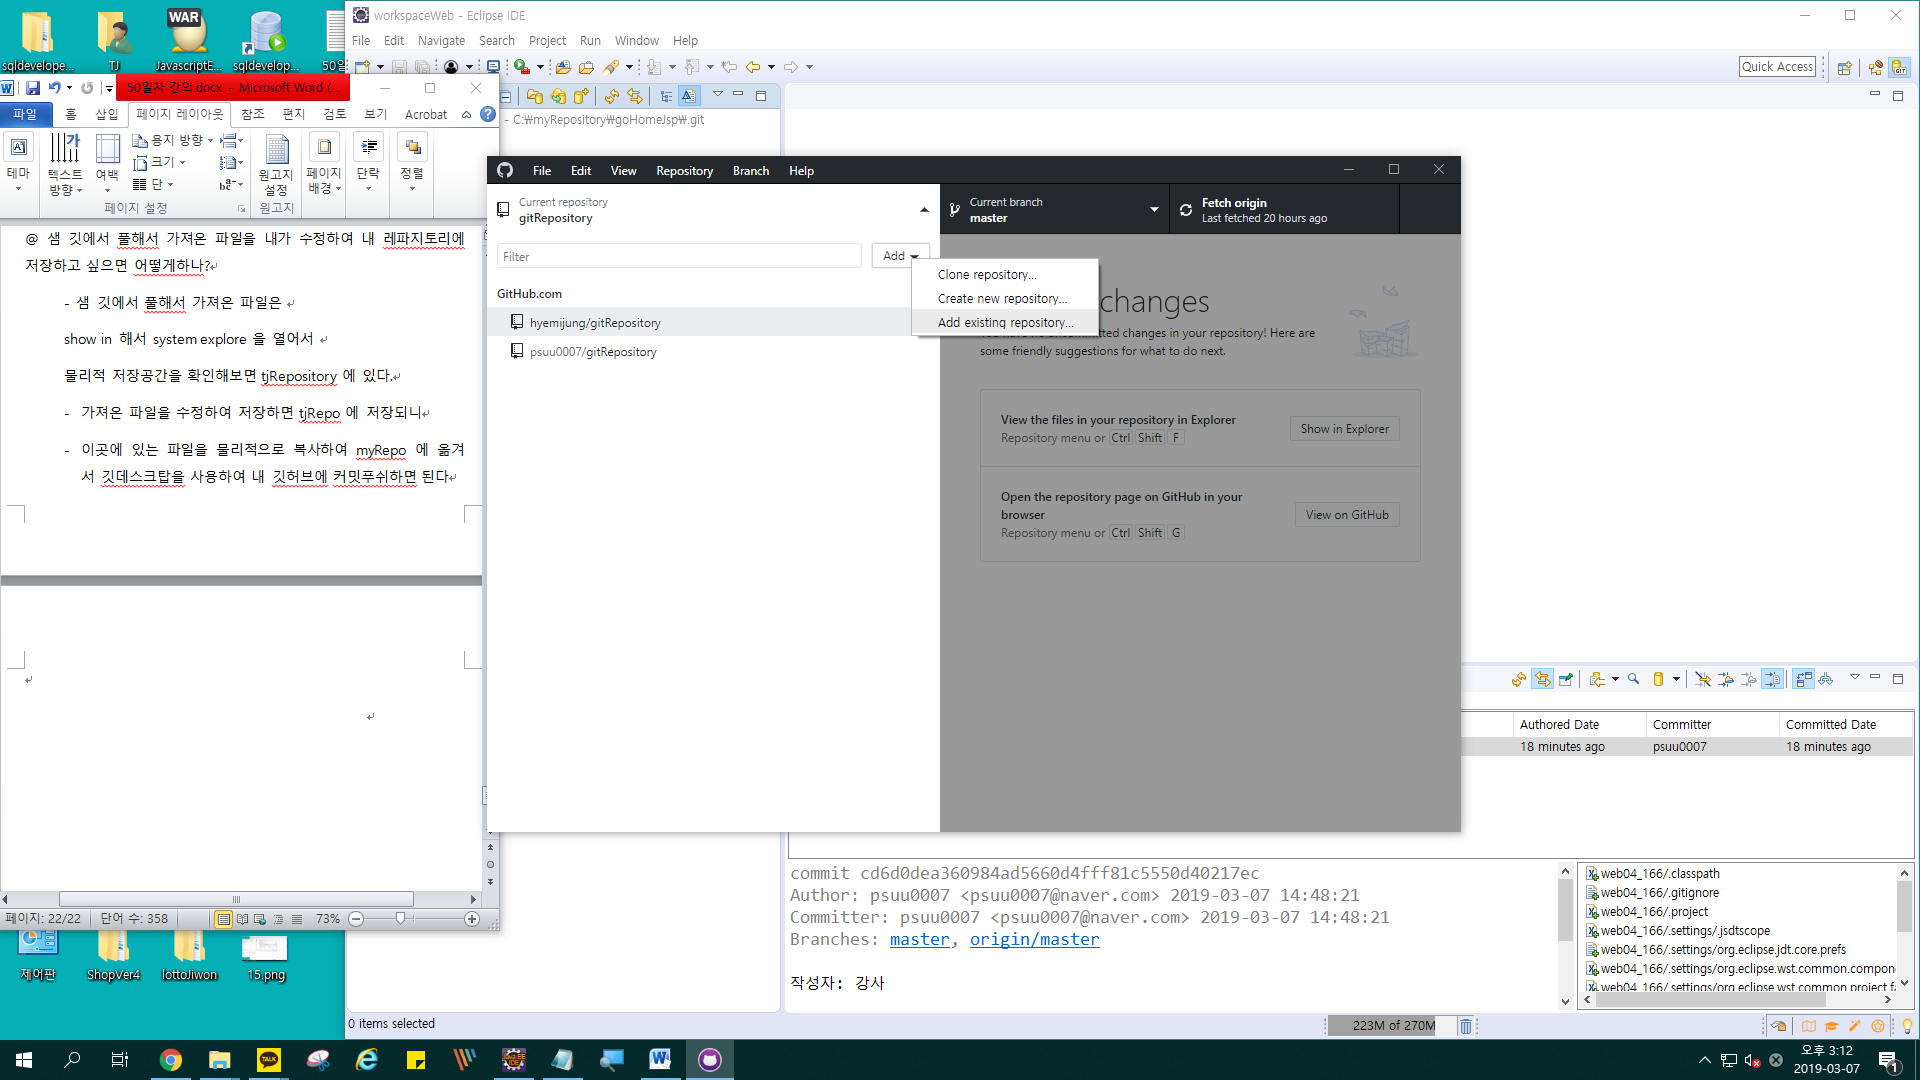 sqldevelope...
TJ
WAR
JavascriptE...
sqldevelop...
50일
workspaceWeb - Eclipse IDE
File Edit Navigate Search Project Run Window Help
Quick Access
GIT
50일차 강의.docx - Microsoft Word (...
파일 홈 삽입 페이지 레이아웃 참조 편지 검토 보기 Acrobat
테마
텍스트 방향
여백
용지 방향
크기
단
원고지 설정
페이지 배경
단락
정렬
페이지 설정
원고지
- C:₩myRepository₩goHomeJsp₩.git
@ 샘 깃에서 풀해서 가져온 파일을 내가 수정하여 내 레파지토리에
저장하고 싶으면 어떻게하나?
- 샘 깃에서 풀해서 가져온 파일은
show in 해서 system explore 을 열어서
물리적 저장공간을 확인해보면 tjRepository 에 있다.
- 가져온 파일을 수정하여 저장하면 tjRepo 에 저장되니
- 이곳에 있는 파일을 물리적으로 복사하여 myRepo 에 옮겨
서 깃데스크탑을 사용하여 내 깃허브에 커밋푸쉬하면 된다
페이지: 22/22 단어 수: 358 73%
File Edit View Repository Branch Help
Current repository
gitRepository
Current branch
master
Fetch origin
Last fetched 20 hours ago
Filter
Add
Clone repository...
Create new repository...
Add existing repository...
GitHub.com
hyemijung/gitRepository
psuu0007/gitRepository
changes
You have no uncommitted changes in your repository! Here are
some friendly suggestions for what to do next.
View the files in your repository in Explorer
Repository menu or Ctrl Shift F
Show in Explorer
Open the repository page on GitHub in your
browser
Repository menu or Ctrl Shift G
View on GitHub
Authored Date Committer Committed Date
18 minutes ago psuu0007 18 minutes ago
commit cd6d0dea360984ad5660d4fff81c5550d40217ec
Author: psuu0007 <psuu0007@naver.com> 2019-03-07 14:48:21
Committer: psuu0007 <psuu0007@naver.com> 2019-03-07 14:48:21
Branches: master, origin/master
작성자: 강사
web04_166/.classpath
web04_166/.gitignore
web04_166/.project
web04_166/.settings/.jsdtscope
web04_166/.settings/org.eclipse.jdt.core.prefs
web04_166/.settings/org.eclipse.wst.common.compon
web04_166/.settings/org.eclipse.wst.common.project.fa
제어판
ShopVer4
lottoJiwon
15.png
0 items selected
223M of 270M
TALK
오후 3:12
2019-03-07
1